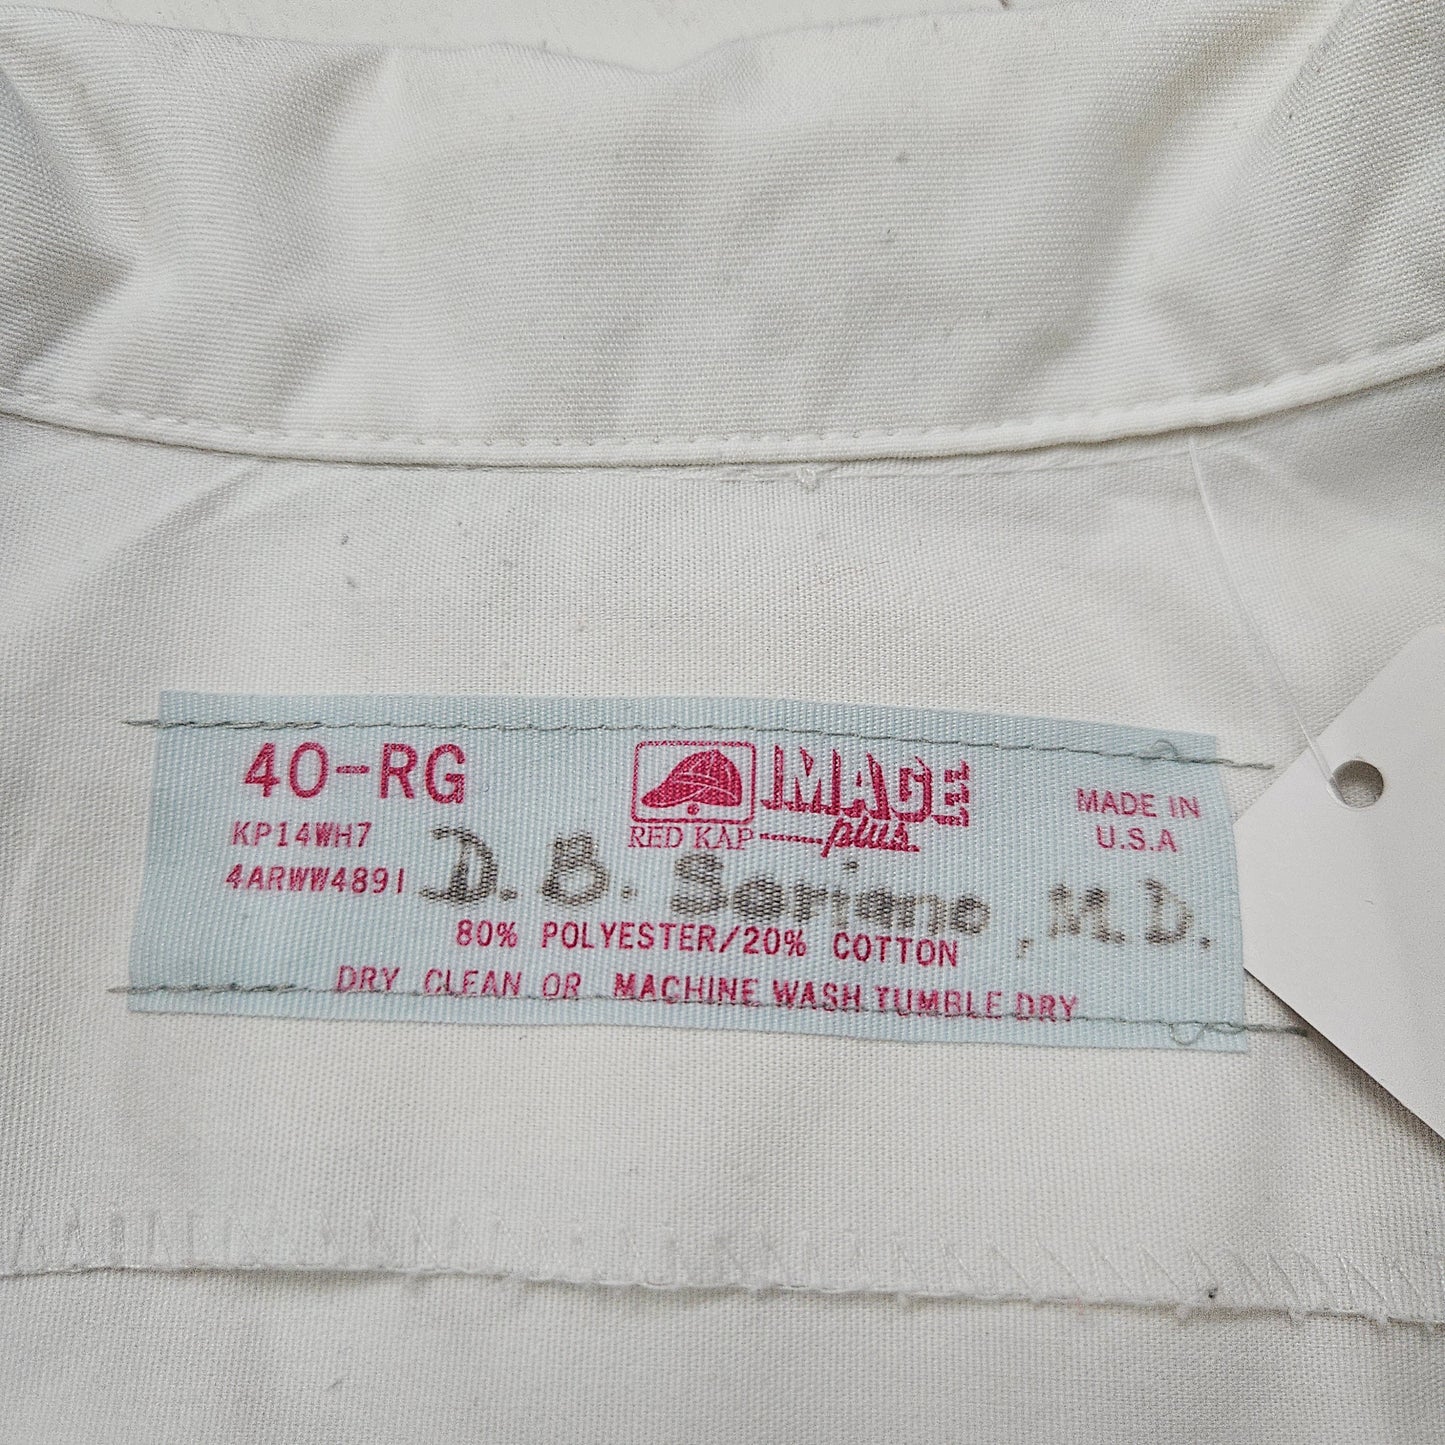 40-RG
KP14WH7
4ARWW4891
RED KAP
IMAGE
plus
MADE IN
U.S.A
D. B. Soriano, M.D.
80% POLYESTER/20% COTTON
DRY CLEAN OR MACHINE WASH TUMBLE DRY